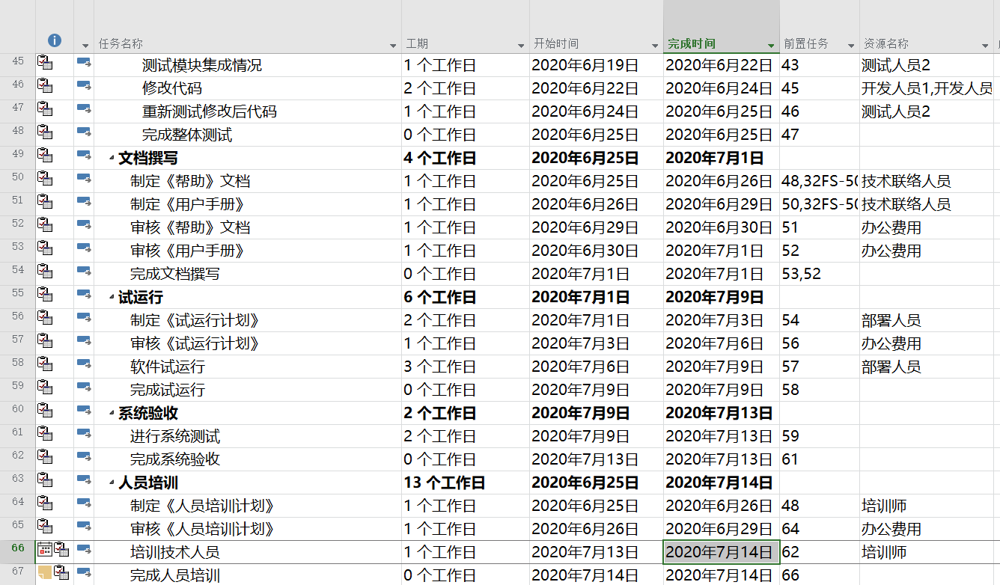 任务名称 工期 开始时间 完成时间 前置任务 资源名称
45 测试模块集成情况 1 个工作日 2020年6月19日 2020年6月22日 43 测试人员2
46 修改代码 2 个工作日 2020年6月22日 2020年6月24日 45 开发人员1,开发人员
47 重新测试修改后代码 1 个工作日 2020年6月24日 2020年6月25日 46 测试人员2
48 完成整体测试 0 个工作日 2020年6月25日 2020年6月25日 47
49 文档撰写 4 个工作日 2020年6月25日 2020年7月1日
50 制定《帮助》文档 1 个工作日 2020年6月25日 2020年6月26日 48,32FS-50 技术联络人员
51 制定《用户手册》 1 个工作日 2020年6月26日 2020年6月29日 50,32FS-50 技术联络人员
52 审核《帮助》文档 1 个工作日 2020年6月29日 2020年6月30日 51 办公费用
53 审核《用户手册》 1 个工作日 2020年6月30日 2020年7月1日 52 办公费用
54 完成文档撰写 0 个工作日 2020年7月1日 2020年7月1日 53,52
55 试运行 6 个工作日 2020年7月1日 2020年7月9日
56 制定《试运行计划》 2 个工作日 2020年7月1日 2020年7月3日 54 部署人员
57 审核《试运行计划》 1 个工作日 2020年7月3日 2020年7月6日 56 办公费用
58 软件试运行 3 个工作日 2020年7月6日 2020年7月9日 57 部署人员
59 完成试运行 0 个工作日 2020年7月9日 2020年7月9日 58
60 系统验收 2 个工作日 2020年7月9日 2020年7月13日
61 进行系统测试 2 个工作日 2020年7月9日 2020年7月13日 59
62 完成系统验收 0 个工作日 2020年7月13日 2020年7月13日 61
63 人员培训 13 个工作日 2020年6月25日 2020年7月14日
64 制定《人员培训计划》 1 个工作日 2020年6月25日 2020年6月26日 48 培训师
65 审核《人员培训计划》 1 个工作日 2020年6月26日 2020年6月29日 64 办公费用
66 培训技术人员 1 个工作日 2020年7月13日 2020年7月14日 62 培训师
67 完成人员培训 0 个工作日 2020年7月14日 2020年7月14日 66